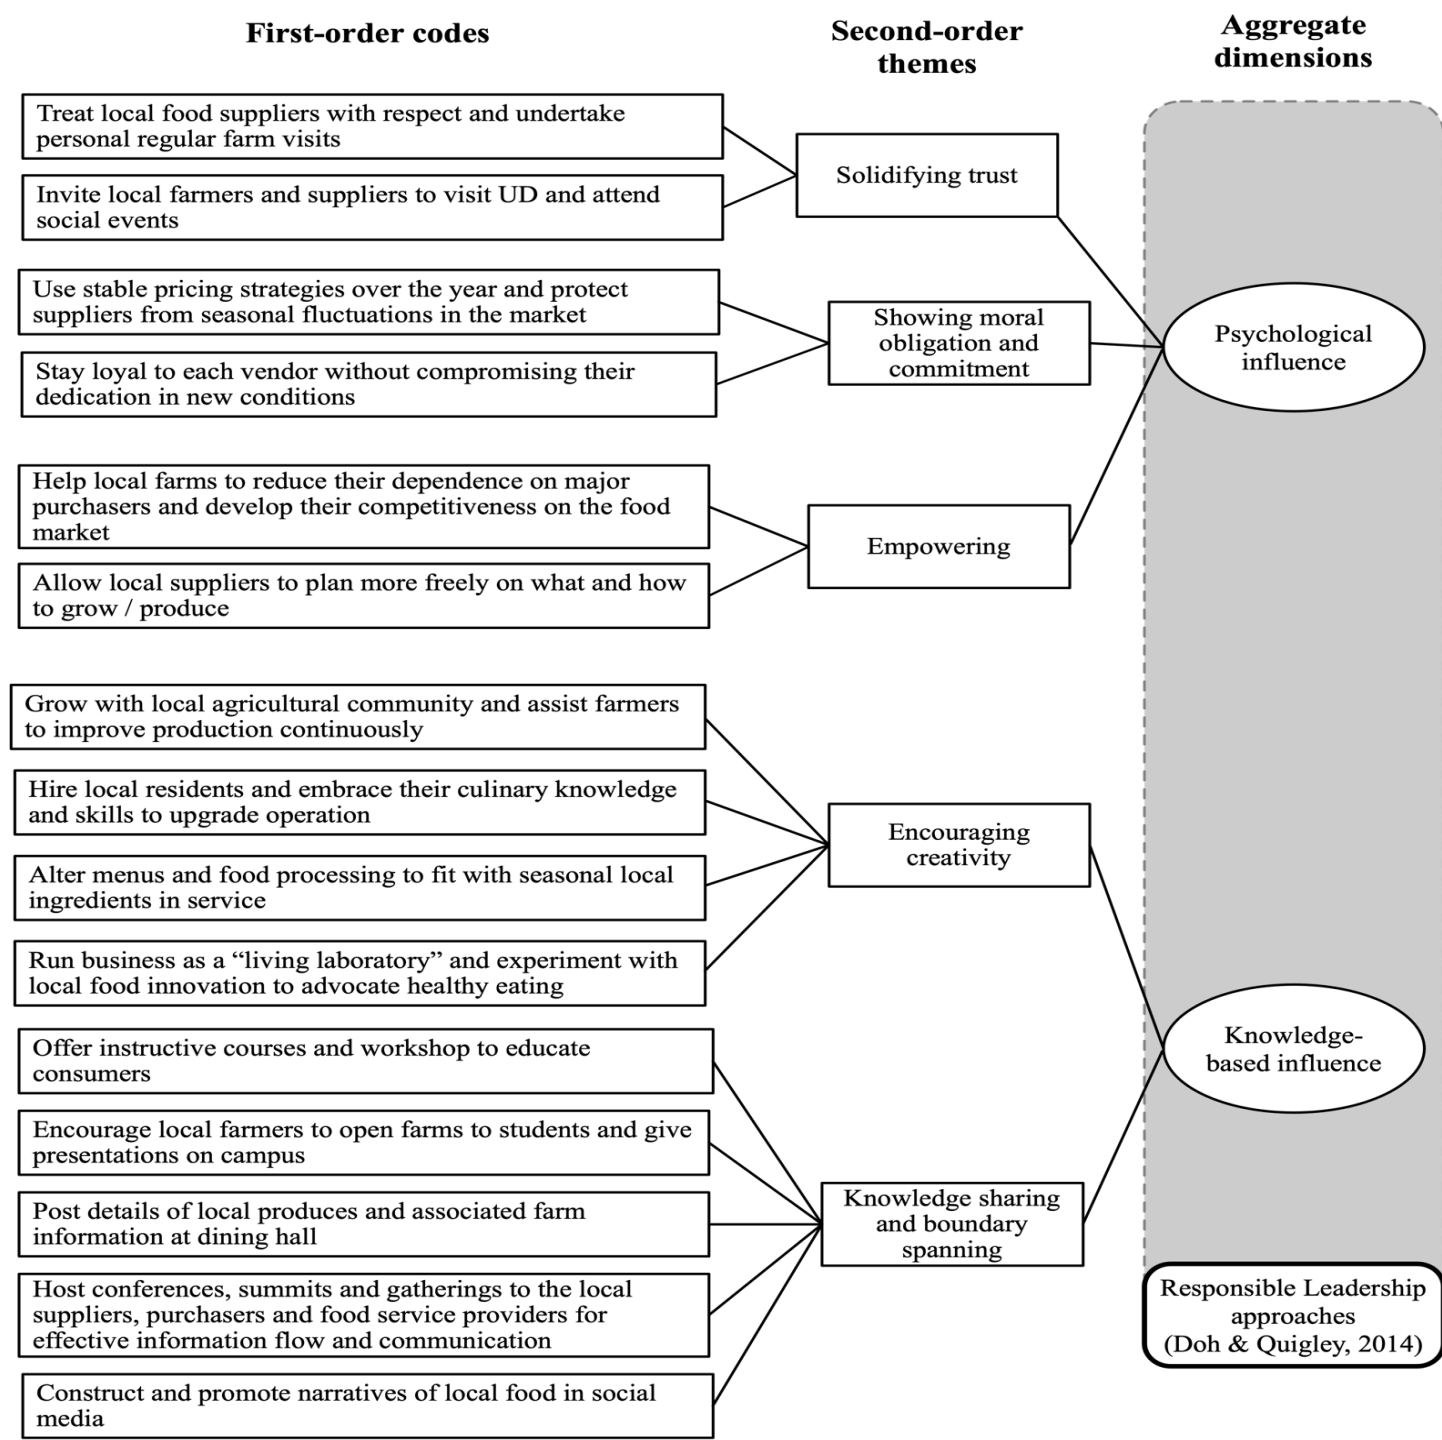 First-order codes
Second-order
themes
Aggregate
dimensions
Treat local food suppliers with respect and undertake
personal regular farm visits
Invite local farmers and suppliers to visit UD and attend
social events
Solidifying trust
Use stable pricing strategies over the year and protect
suppliers from seasonal fluctuations in the market
Stay loyal to each vendor without compromising their
dedication in new conditions
Showing moral
obligation and
commitment
Psychological
influence
Help local farms to reduce their dependence on major
purchasers and develop their competitiveness on the food
market
Allow local suppliers to plan more freely on what and how
to grow / produce
Empowering
Grow with local agricultural community and assist farmers
to improve production continuously
Hire local residents and embrace their culinary knowledge
and skills to upgrade operation
Alter menus and food processing to fit with seasonal local
ingredients in service
Run business as a “living laboratory” and experiment with
local food innovation to advocate healthy eating
Encouraging
creativity
Knowledge-
based influence
Offer instructive courses and workshop to educate
consumers
Encourage local farmers to open farms to students and give
presentations on campus
Post details of local produces and associated farm
information at dining hall
Host conferences, summits and gatherings to the local
suppliers, purchasers and food service providers for
effective information flow and communication
Construct and promote narratives of local food in social
media
Knowledge sharing
and boundary
spanning
Responsible Leadership
approaches
(Doh & Quigley, 2014)